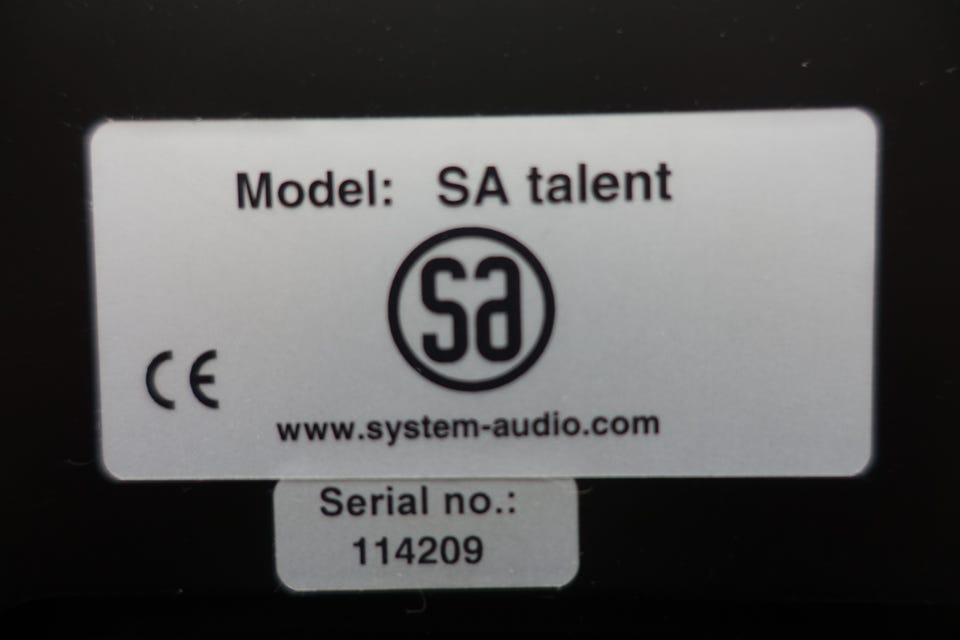 Model: SA talent
sa
CE
www.system-audio.com
Serial no.:
114209